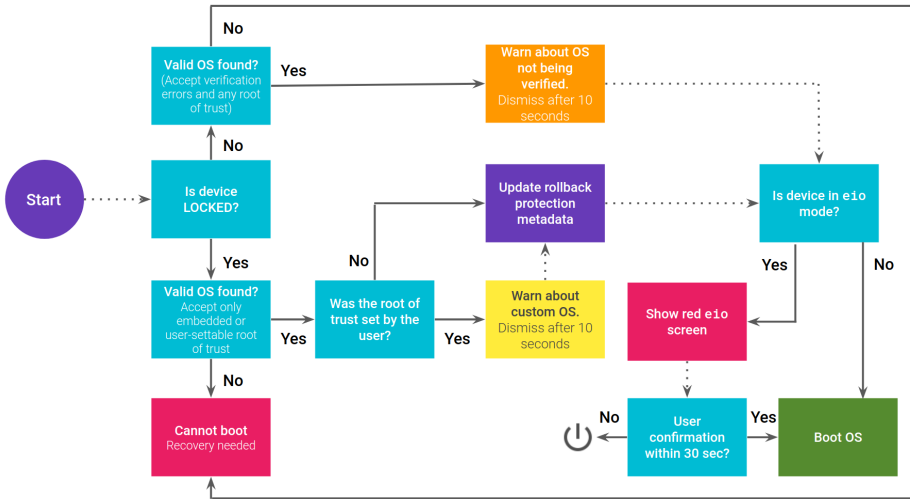 No
Valid OS found?
(Accept verification
errors and any root
of trust)
Yes
Warn about OS
not being
verified.
Dismiss after 10
seconds
No
Start
Is device
LOCKED?
Update rollback
protection
metadata
Is device in eio
mode?
Yes
No
Yes
No
Valid OS found?
Accept only
embedded or
user-settable root
of trust
Yes
Was the root of
trust set by the
user?
Yes
Warn about
custom OS.
Dismiss after 10
seconds
Show red eio
screen
No
Cannot boot
Recovery needed
No
User
confirmation
within 30 sec?
Yes
Boot OS